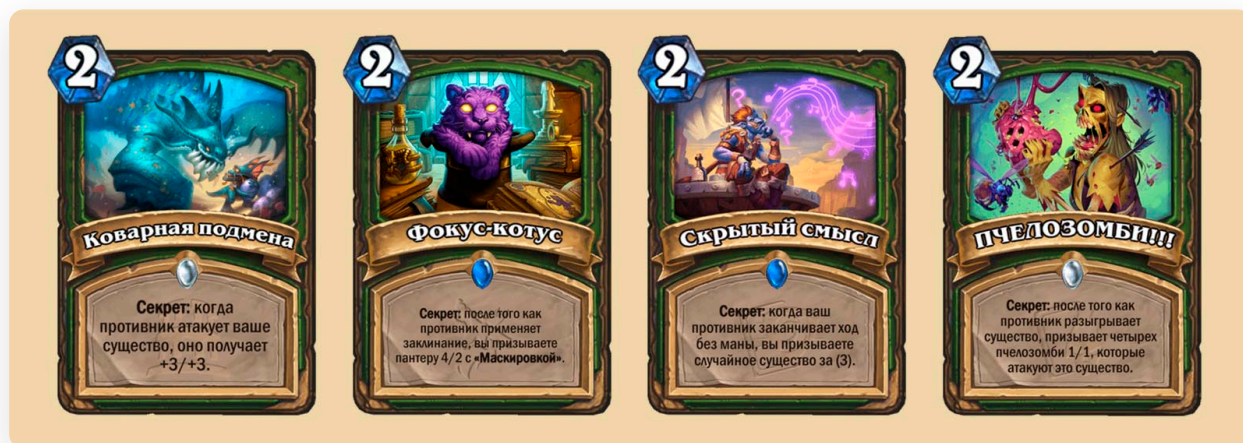 2
Коварная подмена
Секрет: когда
противник атакует ваше
существо, оно получает
+3/+3.
2
Фокус-котус
Секрет: после того как
противник применяет
заклинание, вы призываете
пантеру 4/2 с «Маскировкой».
2
Скрытый смысл
Секрет: когда ваш
противник заканчивает ход
без маны, вы призываете
случайное существо за (3).
2
ПЧЕЛОЗОМБИ!!!
Секрет: после того как
противник разыгрывает
существо, призывает четырех
пчелозомби 1/1, которые
атакуют это существо.